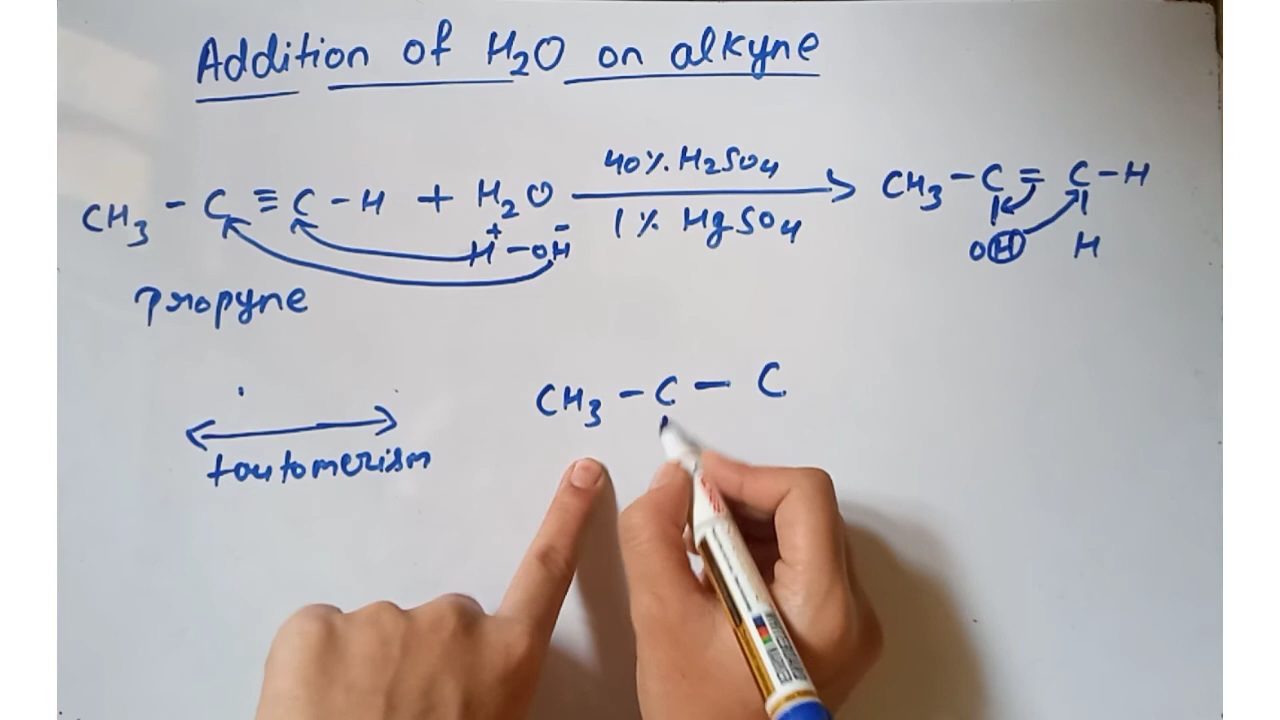 Addition of H2O on alkyne
CH3 - C ≡ C - H + H2O
40% H2SO4
1% HgSO4
CH3 - C = C - H
OH H
H+ - OH-
propyne
CH3 - C - C
tautomerism